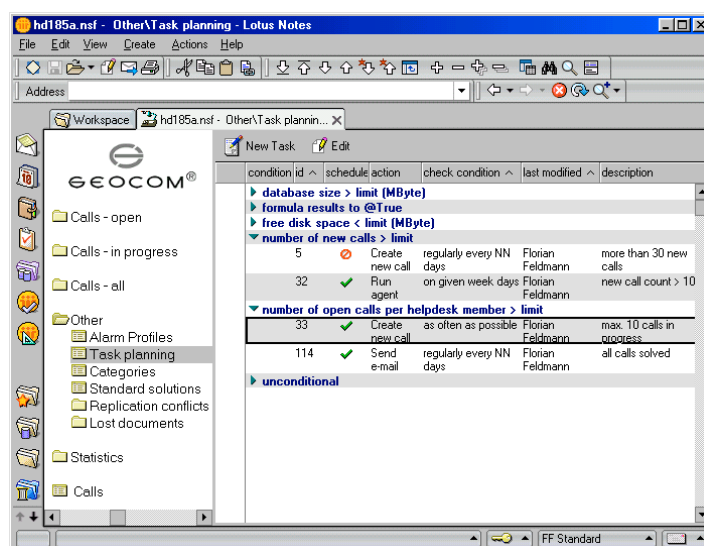 hd185a.nsf - Other\Task planning - Lotus Notes
File Edit View Create Actions Help
Address
Workspace hd185a.nsf - Other\Task plannin...
New Task Edit
GEOCOM®
condition id schedule action check condition last modified description
database size > limit (MByte)
formula results to @True
free disk space < limit (MByte)
number of new calls > limit
5 Create new call regularly every NN days Florian Feldmann more than 30 new calls
32 Run agent on given week days Florian Feldmann new call count > 10
number of open calls per helpdesk member > limit
33 Create new call as often as possible Florian Feldmann max. 10 calls in progress
114 Send e-mail regularly every NN days Florian Feldmann all calls solved
unconditional
Calls - open
Calls - in progress
Calls - all
Other
Alarm Profiles
Task planning
Categories
Standard solutions
Replication conflicts
Lost documents
Statistics
Calls
FF Standard